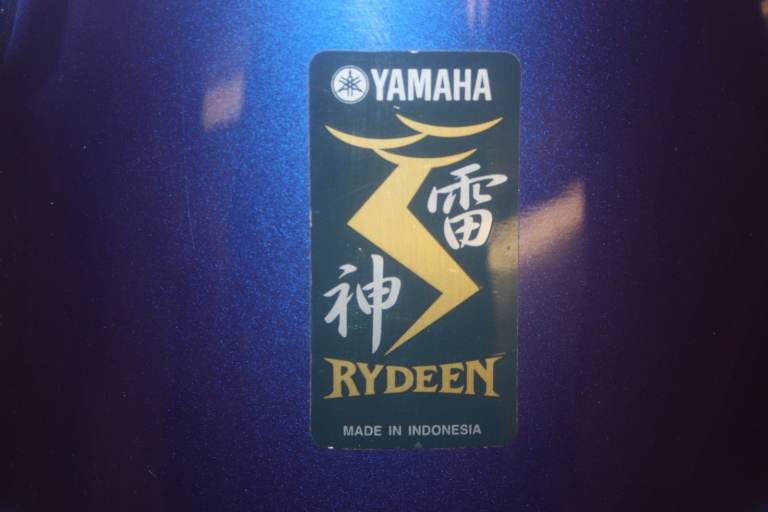 YAMAHA
雷
神
RYDEEN
MADE IN INDONESIA